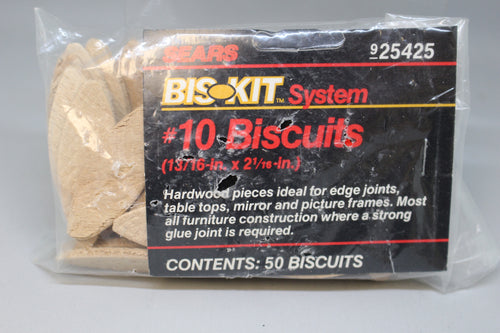 SEARS
9 25425
BIS•KIT™ System
#10 Biscuits
(13/16-in. x 2 1/16-in.)
Hardwood pieces ideal for edge joints,
table tops, mirror and picture frames. Most
all furniture construction where a strong
glue joint is required.
CONTENTS: 50 BISCUITS